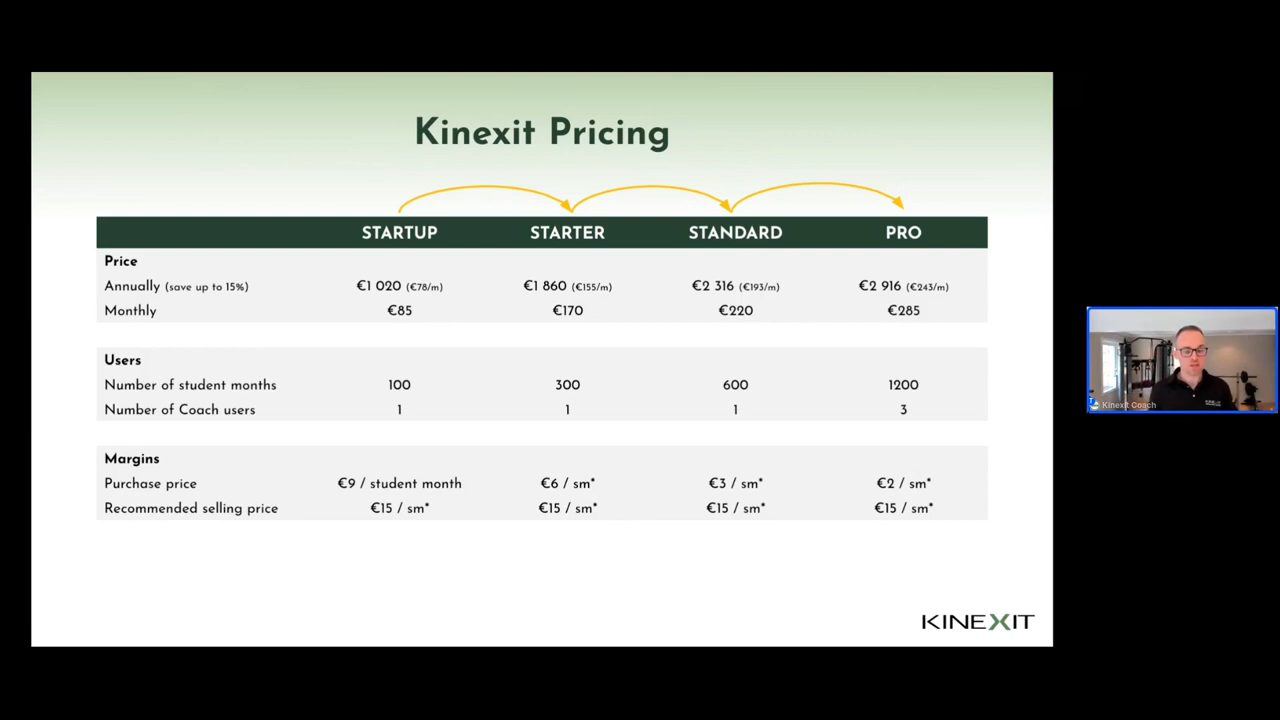 Kinexit Pricing
STARTUP STARTER STANDARD PRO
Price
Annually (save up to 15%) €1 020 (€78/m) €1 860 (€155/m) €2 316 (€193/m) €2 916 (€243/m)
Monthly €85 €170 €220 €285
Users
Number of student months 100 300 600 1200
Number of Coach users 1 1 1 3
Margins
Purchase price €9 / student month €6 / sm* €3 / sm* €2 / sm*
Recommended selling price €15 / sm* €15 / sm* €15 / sm* €15 / sm*
KINEXIT
Kinexit Coach